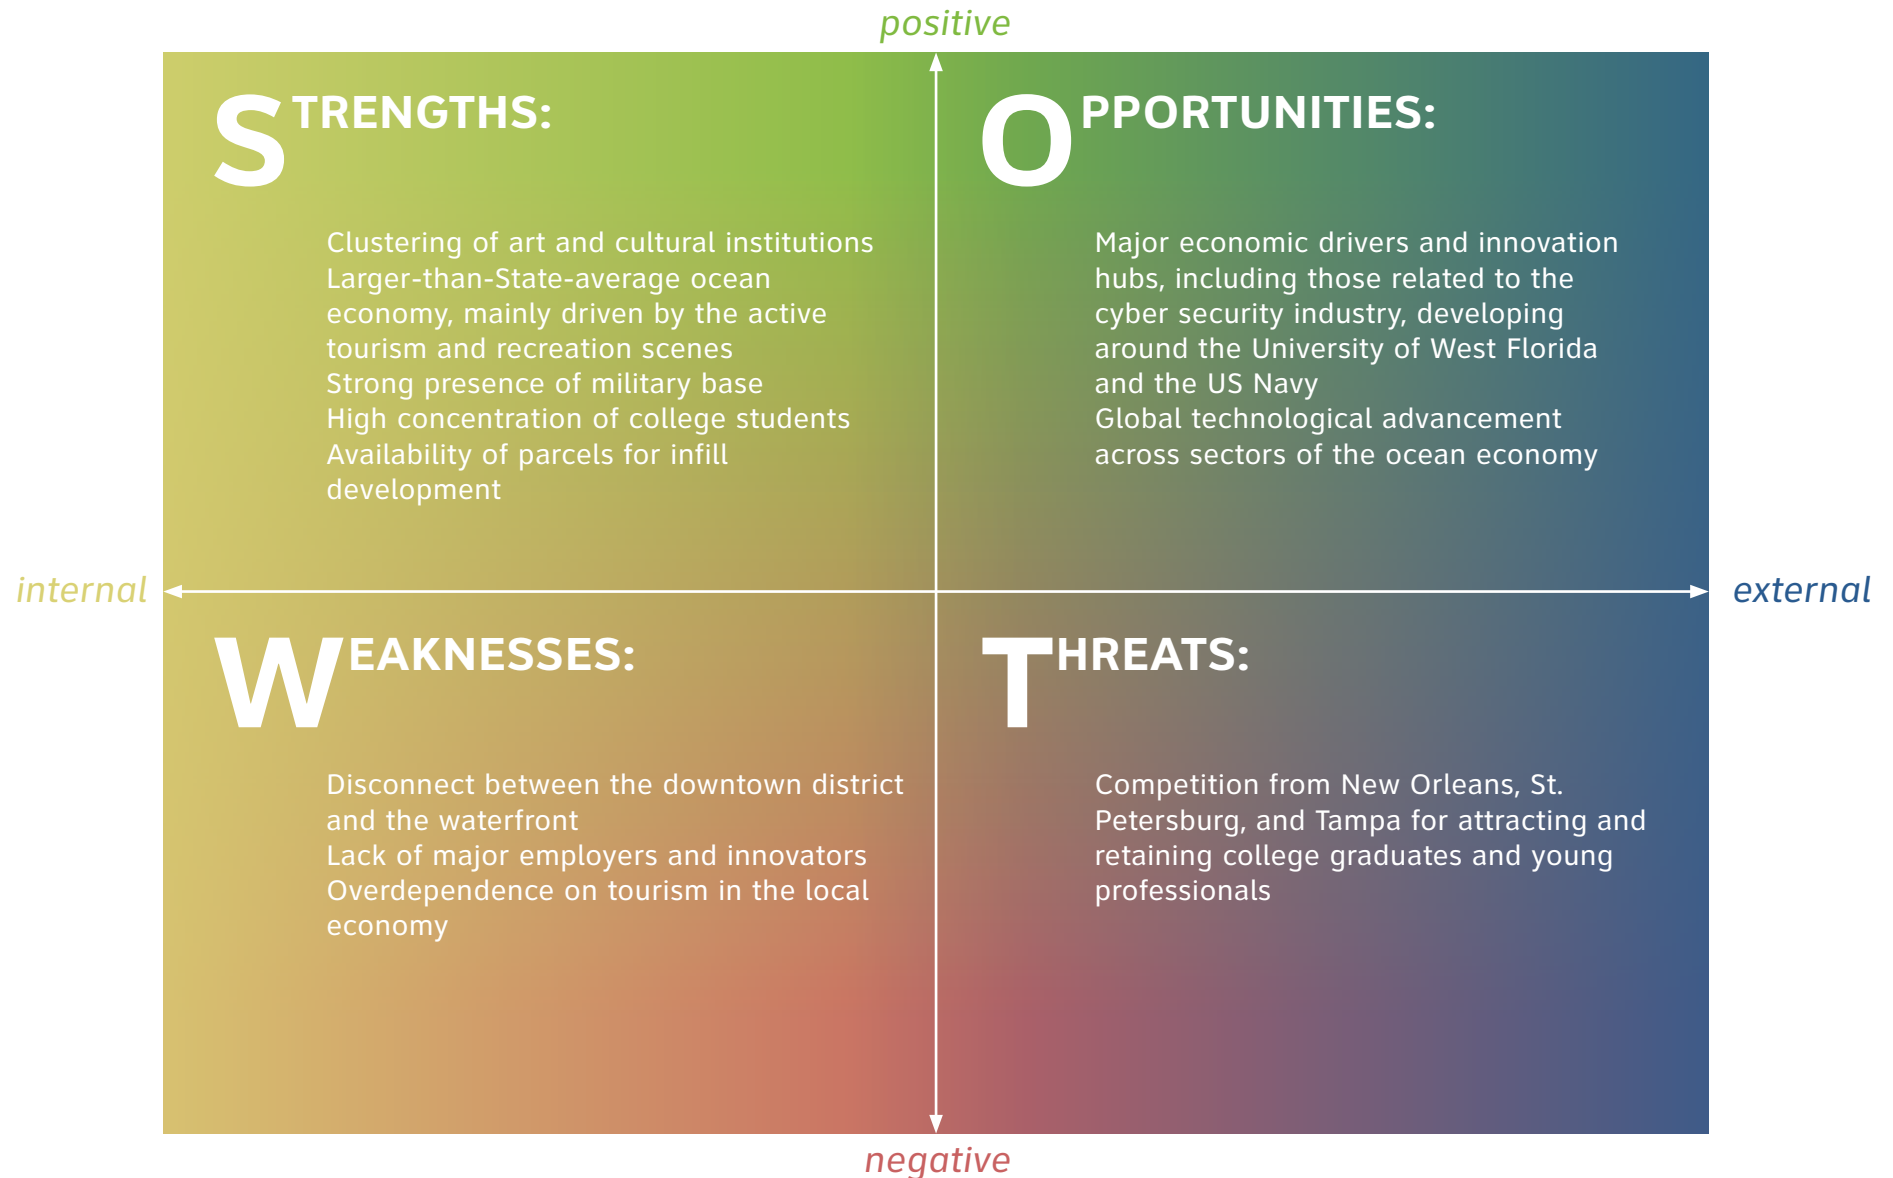 positive
STRENGTHS:
Clustering of art and cultural institutions
Larger-than-State-average ocean
economy, mainly driven by the active
tourism and recreation scenes
Strong presence of military base
High concentration of college students
Availability of parcels for infill
development
OPPORTUNITIES:
Major economic drivers and innovation
hubs, including those related to the
cyber security industry, developing
around the University of West Florida
and the US Navy
Global technological advancement
across sectors of the ocean economy
internal
external
WEAKNESSES:
Disconnect between the downtown district
and the waterfront
Lack of major employers and innovators
Overdependence on tourism in the local
economy
THREATS:
Competition from New Orleans, St.
Petersburg, and Tampa for attracting and
retaining college graduates and young
professionals
negative